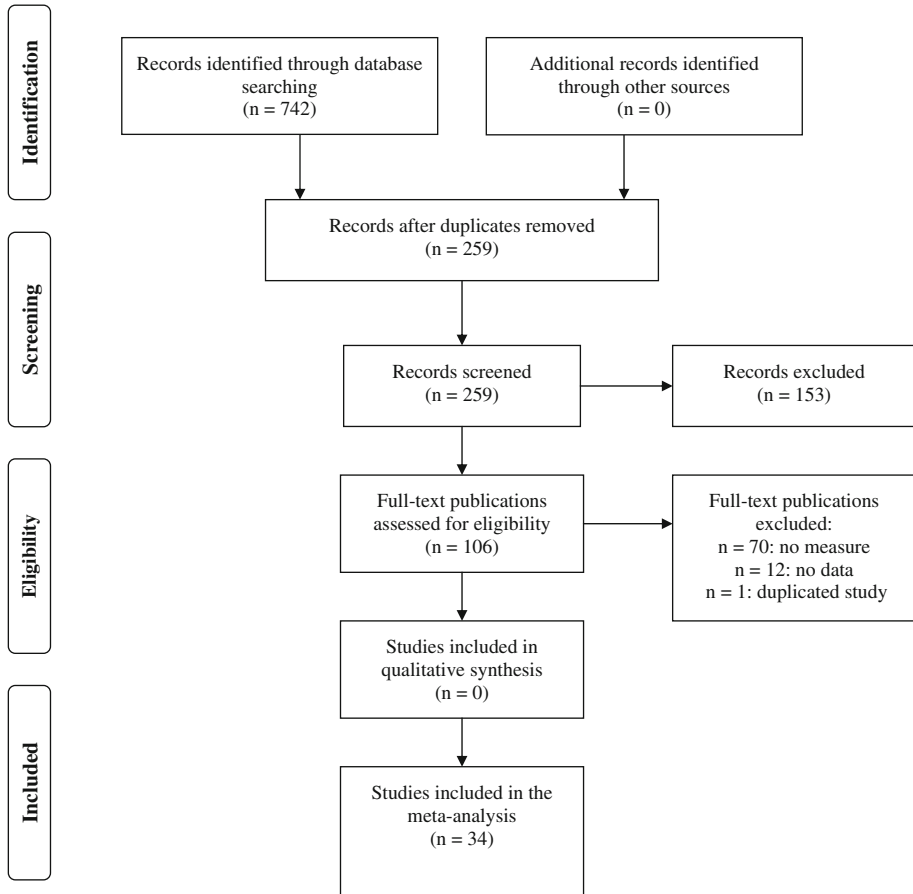 Identification
Records identified through database
searching
(n = 742)
Additional records identified
through other sources
(n = 0)
Records after duplicates removed
(n = 259)
Screening
Records screened
(n = 259)
Records excluded
(n = 153)
Eligibility
Full-text publications
assessed for eligibility
(n = 106)
Full-text publications
excluded:
n = 70: no measure
n = 12: no data
n = 1: duplicated study
Studies included in
qualitative synthesis
(n = 0)
Included
Studies included in the
meta-analysis
(n = 34)